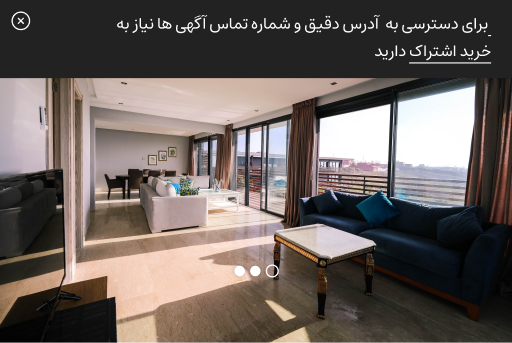 برای دسترسی به آدرس دقیق و شماره تماس آگهی ها نیاز به
خرید اشتراک دارید